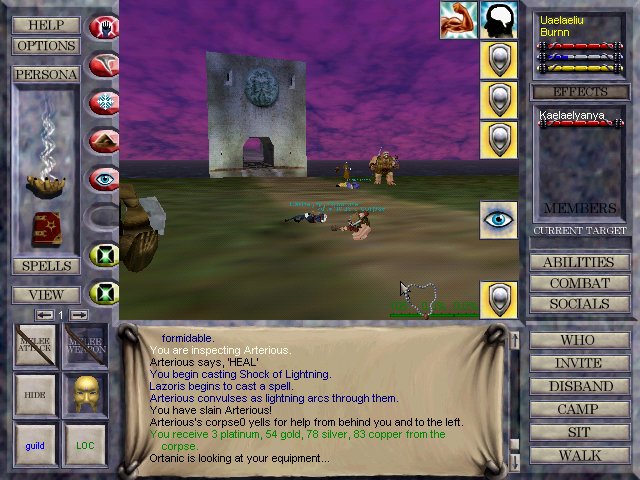 HELP
OPTIONS
PERSONA
SPELLS
VIEW
1
MELEE ATTACK
MELEE WEAPON
HIDE
guild
LOC
formidable.
You are inspecting Arterious.
Arterious says, 'HEAL'
You begin casting Shock of Lightning.
Lazoris begins to cast a spell.
Arterious convulses as lightning arcs through them.
You have slain Arterious!
Arterious's corpse0 yells for help from behind you and to the left.
You receive 3 platinum, 54 gold, 78 silver, 83 copper from the
corpse.
Ortanic is looking at your equipment...
Uaelaeliu
Burnn
EFFECTS
Kaelaelyanya
MEMBERS
CURRENT TARGET
ABILITIES
COMBAT
SOCIALS
WHO
INVITE
DISBAND
CAMP
SIT
WALK